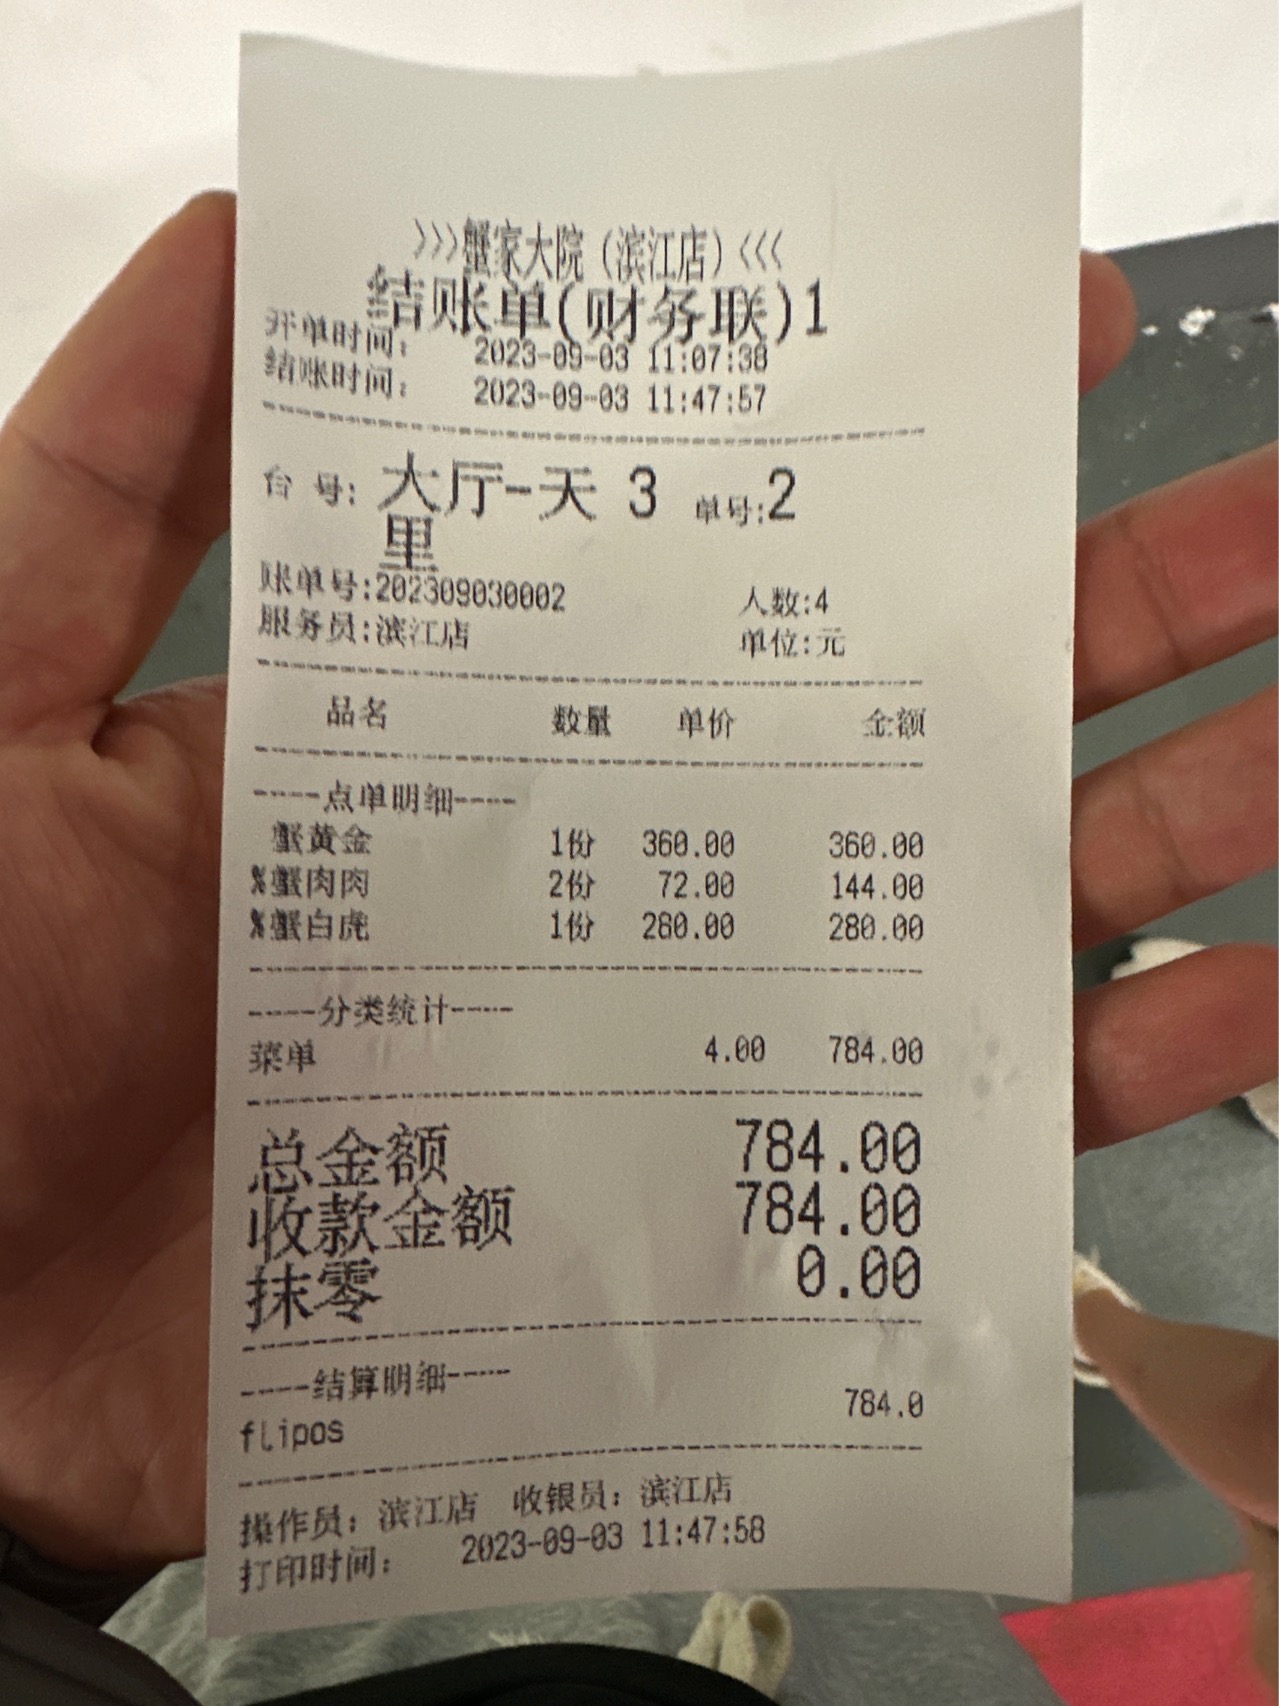 >>>蟹家大院（滨江店）<<<
结账单(财务联)1
开单时间: 2023-09-03 11:07:38
结账时间: 2023-09-03 11:47:57
台 号: 大厅-天 3 单号:2
里
账单号:202309030002 人数:4
服务员:滨江店 单位:元
品名 数量 单价 金额
----点单明细----
蟹黄金 1份 360.00 360.00
%蟹肉肉 2份 72.00 144.00
%蟹白虎 1份 280.00 280.00
----分类统计----
菜单 4.00 784.00
总金额 784.00
收款金额 784.00
抹零 0.00
----结算明细----
flipos 784.0
操作员: 滨江店 收银员: 滨江店
打印时间: 2023-09-03 11:47:58